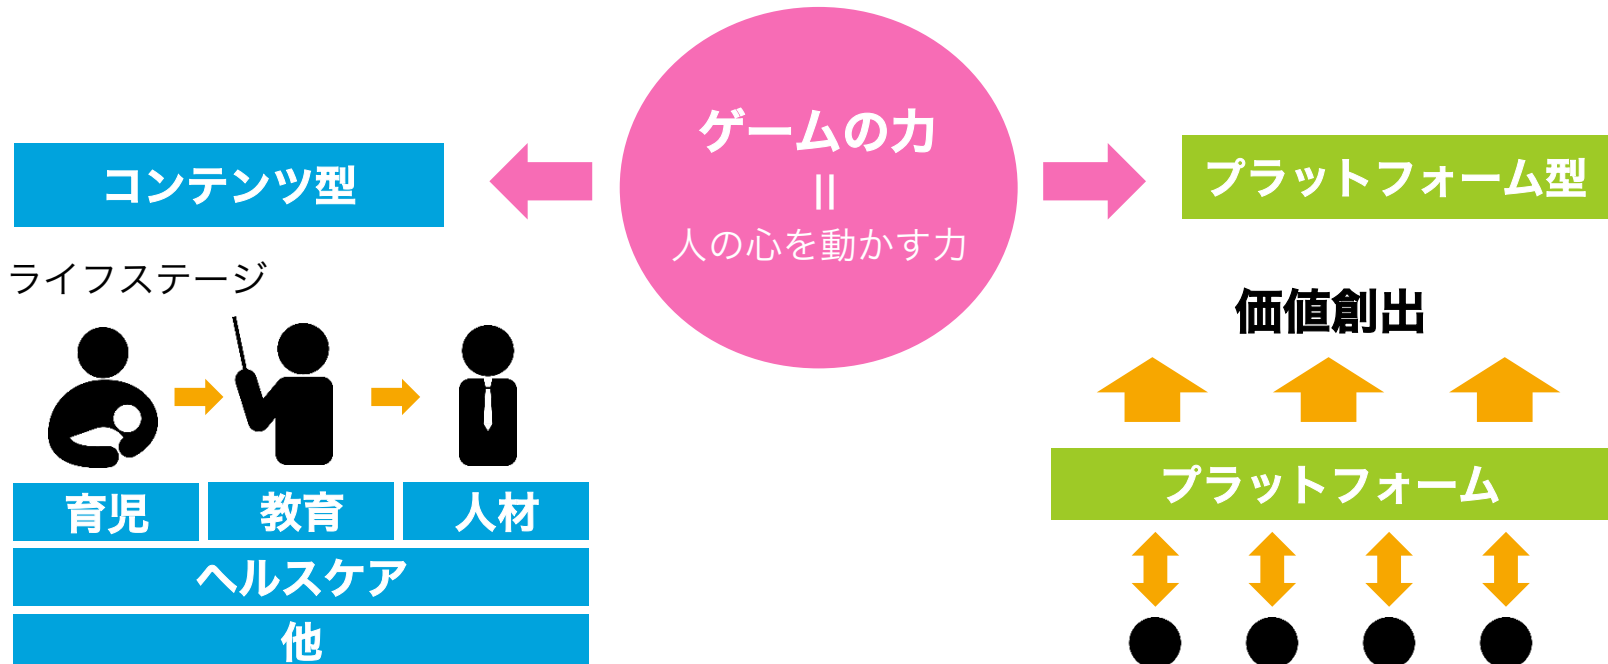 ゲームの力
=
人の心を動かす力
コンテンツ型
ライフステージ
育児
教育
人材
ヘルスケア
他
プラットフォーム型
価値創出
プラットフォーム